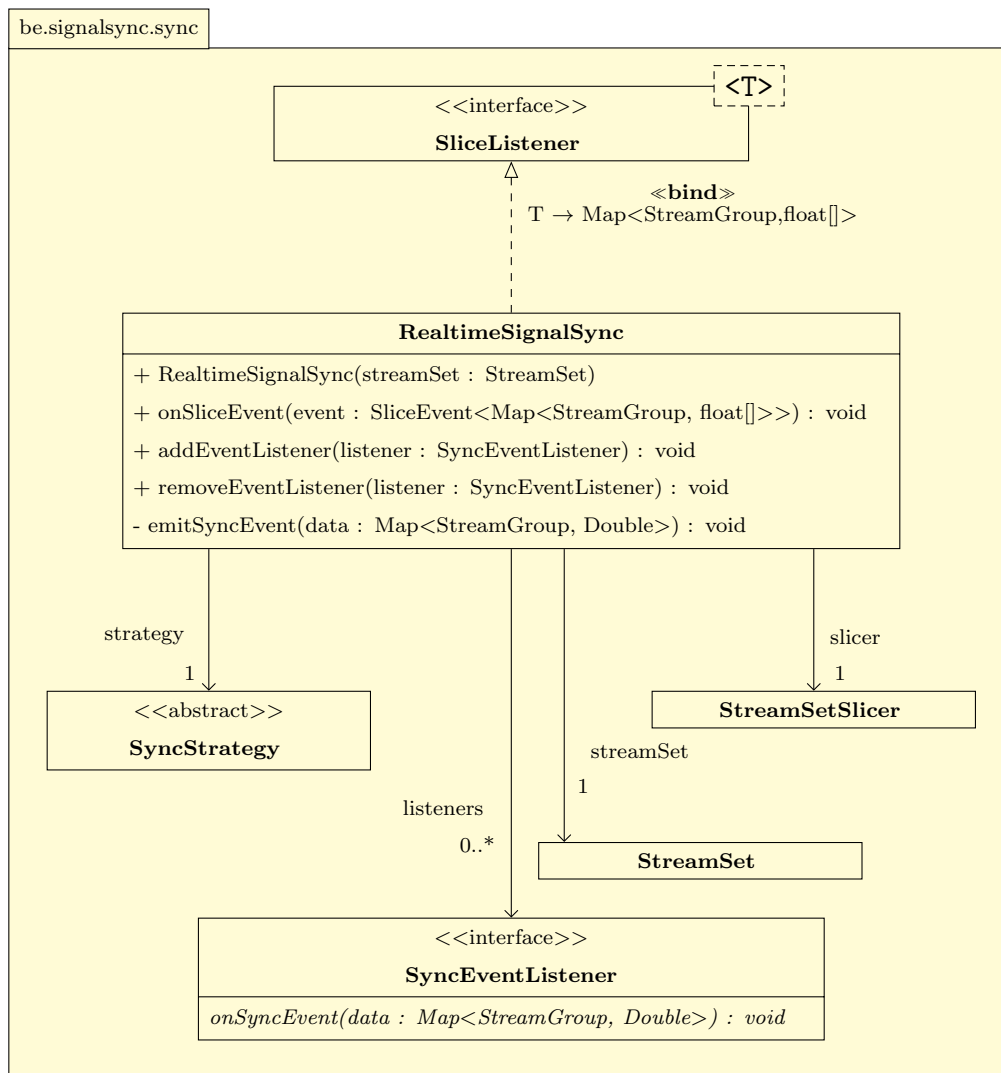 be.signalsync.sync
<T>
<<interface>>
SliceListener
≪bind≫
T → Map<StreamGroup,float[]>
RealtimeSignalSync
+ RealtimeSignalSync(streamSet : StreamSet)
+ onSliceEvent(event : SliceEvent<Map<StreamGroup, float[]>>) : void
+ addEventListener(listener : SyncEventListener) : void
+ removeEventListener(listener : SyncEventListener) : void
- emitSyncEvent(data : Map<StreamGroup, Double>) : void
strategy
1
slicer
1
<<abstract>>
SyncStrategy
StreamSetSlicer
streamSet
1
listeners
0..*
StreamSet
<<interface>>
SyncEventListener
onSyncEvent(data : Map<StreamGroup, Double>) : void